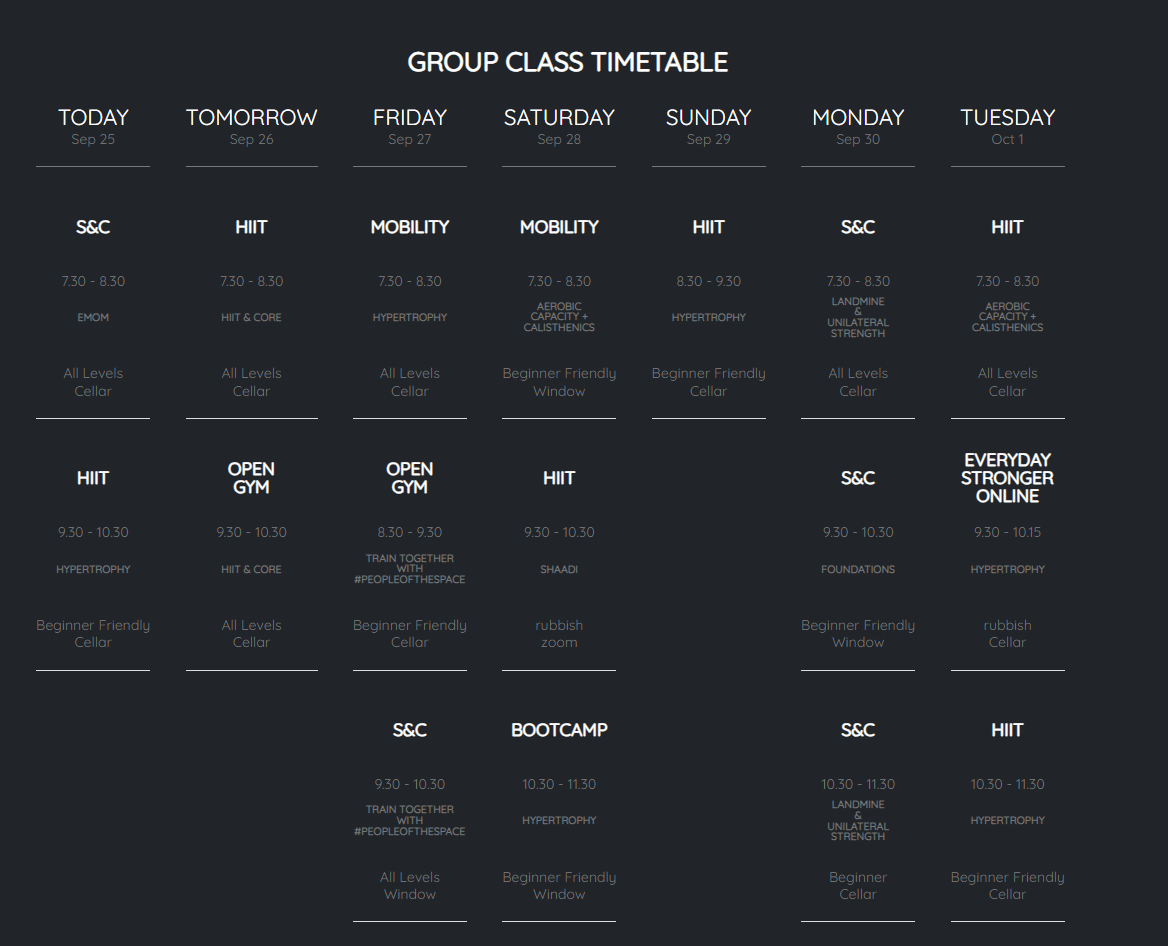 GROUP CLASS TIMETABLE
TODAY
Sep 25
S&C
7.30 - 8.30
EMOM
All Levels
Cellar
HIIT
9.30 - 10.30
HYPERTROPHY
Beginner Friendly
Cellar
TOMORROW
Sep 26
HIIT
7.30 - 8.30
HIIT & CORE
All Levels
Cellar
OPEN
GYM
9.30 - 10.30
HIIT & CORE
All Levels
Cellar
FRIDAY
Sep 27
MOBILITY
7.30 - 8.30
HYPERTROPHY
All Levels
Cellar
OPEN
GYM
8.30 - 9.30
TRAIN TOGETHER
WITH
#PEOPLEOFTHESPACE
Beginner Friendly
Cellar
S&C
9.30 - 10.30
TRAIN TOGETHER
WITH
#PEOPLEOFTHESPACE
All Levels
Window
SATURDAY
Sep 28
MOBILITY
7.30 - 8.30
AEROBIC
CAPACITY +
CALISTHENICS
Beginner Friendly
Window
HIIT
9.30 - 10.30
SHAADI
rubbish
zoom
BOOTCAMP
10.30 - 11.30
HYPERTROPHY
Beginner Friendly
Window
SUNDAY
Sep 29
HIIT
8.30 - 9.30
HYPERTROPHY
Beginner Friendly
Cellar
MONDAY
Sep 30
S&C
7.30 - 8.30
LANDMINE
&
UNILATERAL
STRENGTH
All Levels
Cellar
S&C
9.30 - 10.30
FOUNDATIONS
Beginner Friendly
Window
S&C
10.30 - 11.30
LANDMINE
&
UNILATERAL
STRENGTH
Beginner
Cellar
TUESDAY
Oct 1
HIIT
7.30 - 8.30
AEROBIC
CAPACITY +
CALISTHENICS
All Levels
Cellar
EVERYDAY
STRONGER
ONLINE
9.30 - 10.15
HYPERTROPHY
rubbish
Cellar
HIIT
10.30 - 11.30
HYPERTROPHY
Beginner Friendly
Cellar